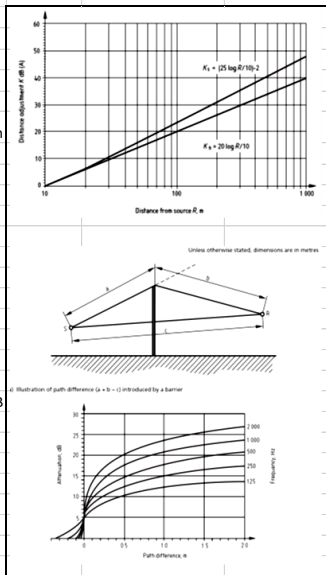 60
50
40
30
20
10
0
Distance adjustment K dB (A)
Ks = (25 log R/10)-2
Kh = 20 log R/10
10
100
1 000
Distance from source R, m
Unless otherwise stated, dimensions are in metres
a
b
S
R
c
a) Illustration of path difference (a + b - c) introduced by a barrier
30
25
20
15
10
5
Attenuation, dB
2 000
1 000
500
250
125
Frequency, Hz
0
0.5
1.0
1.5
2.0
Path difference, m